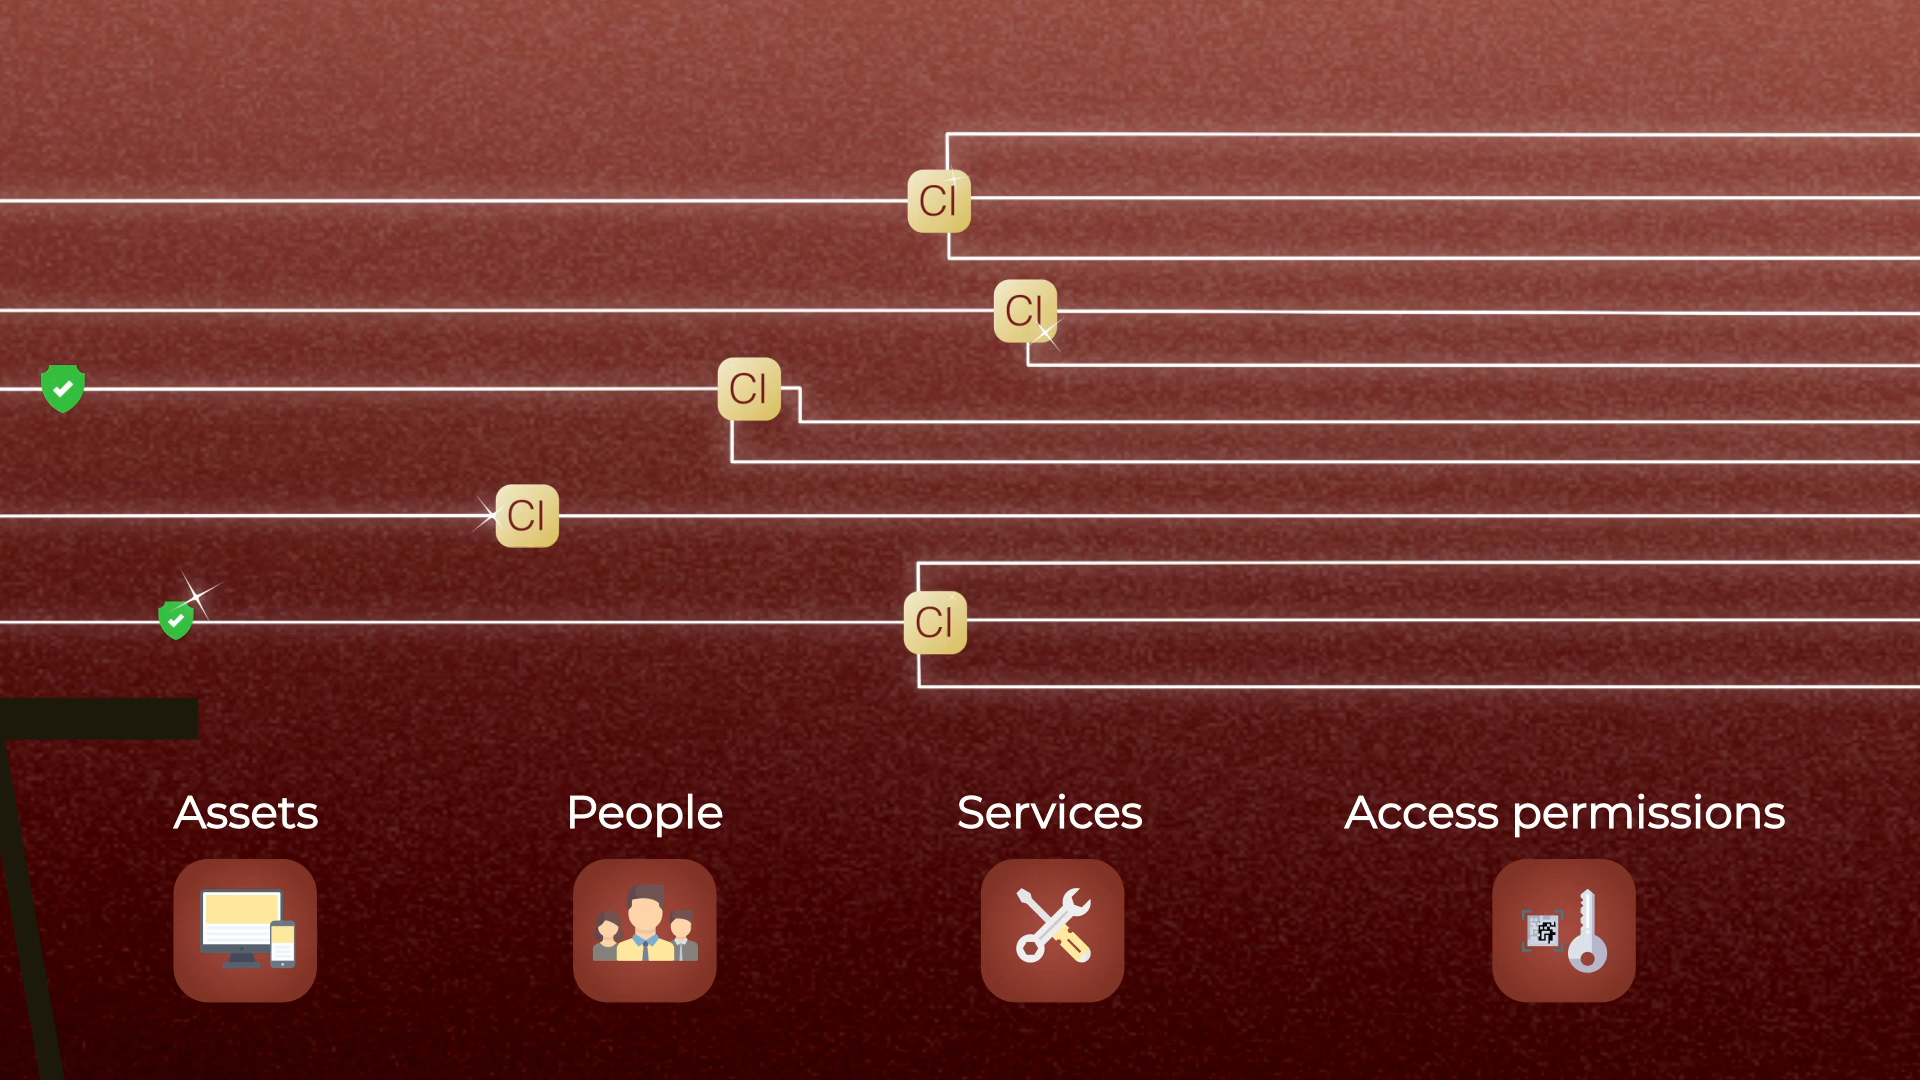 CI
CI
CI
CI
CI
Assets
People
Services
Access permissions